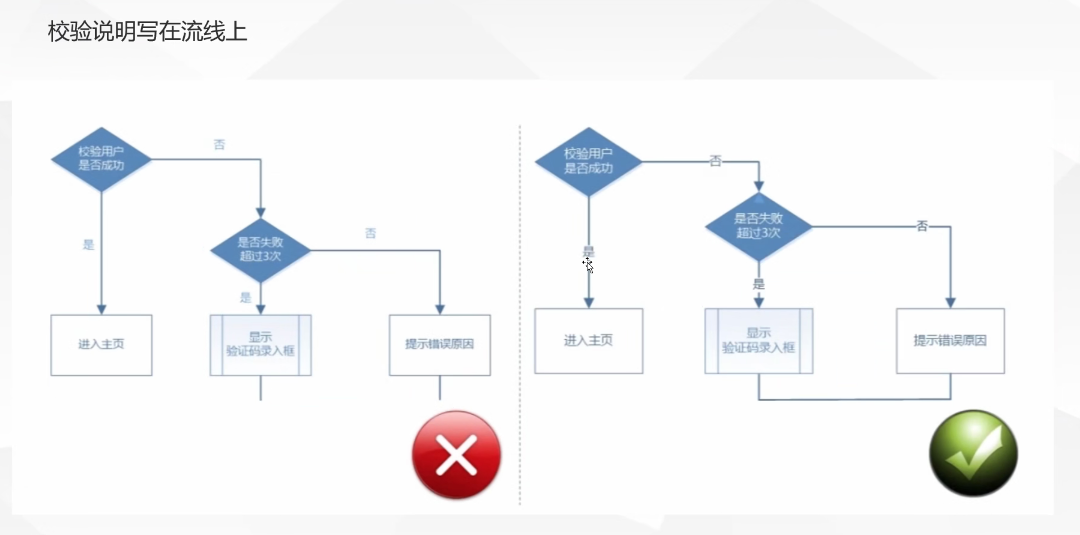 校验说明写在流线上
校验用户
是否成功
否
是
是否失败
超过3次
否
是
进入主页
显示
验证码录入框
提示错误原因
校验用户
是否成功
否
是
是否失败
超过3次
否
是
进入主页
显示
验证码录入框
提示错误原因